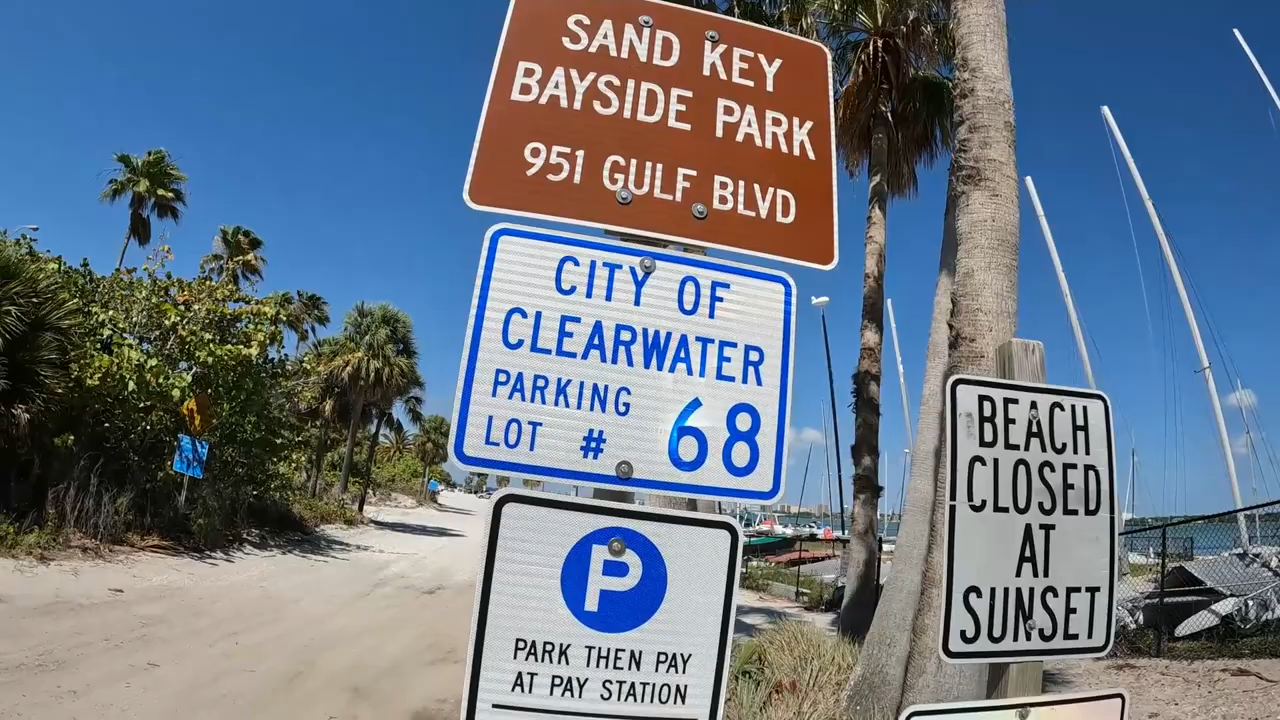 SAND KEY
BAYSIDE PARK
951 GULF BLVD
CITY OF
CLEARWATER
PARKING
LOT # 68
P
PARK THEN PAY
AT PAY STATION
BEACH
CLOSED
AT
SUNSET